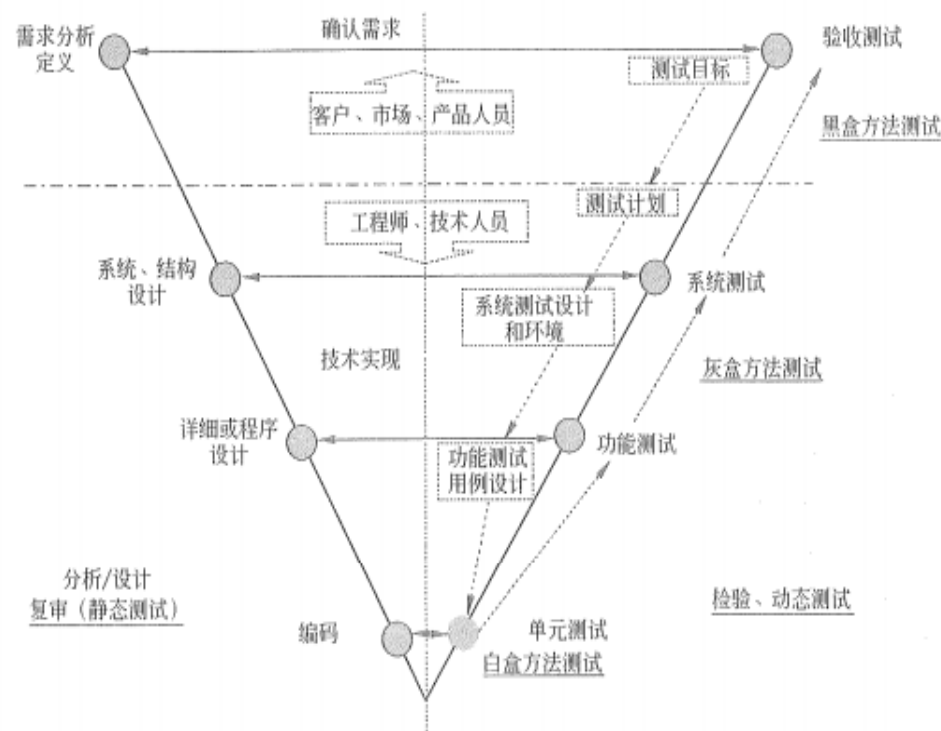 需求分析
定义
确认需求
验收测试
测试目标
客户、市场、产品人员
黑盒方法测试
测试计划
工程师、技术人员
系统、结构
设计
系统测试
系统测试设计
和环境
技术实现
灰盒方法测试
详细或程序
设计
功能测试
功能测试
用例设计
分析/设计
复审（静态测试）
检验、动态测试
编码
单元测试
白盒方法测试